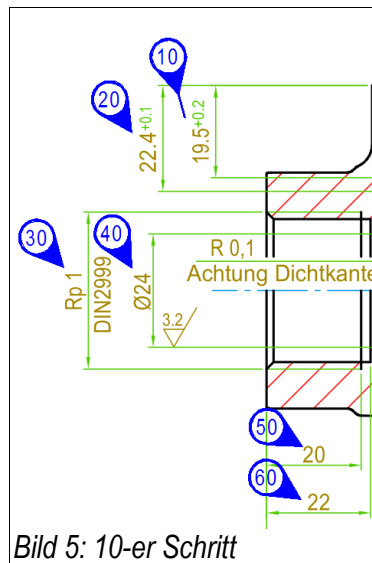 10
20
22.4+0.1
19.5+0.2
30
40
Rp 1
DIN2999
Ø24
R 0,1
Achtung Dichtkante
3.2
50
20
60
22
Bild 5: 10-er Schritt